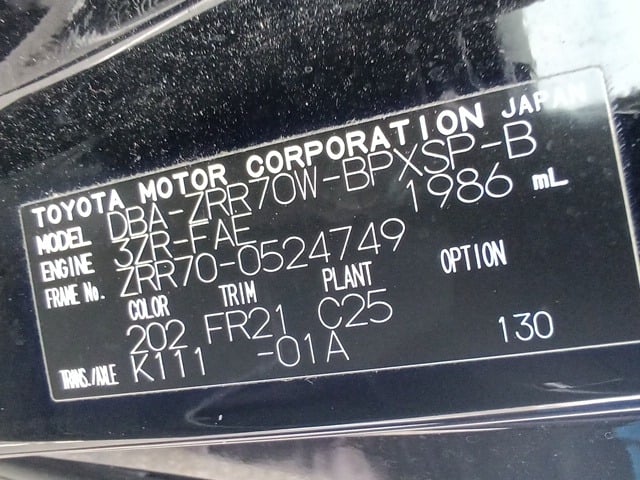 TOYOTA MOTOR CORPORATION JAPAN
MODEL DBA-ZRR70W-BPXSP-B
ENGINE 3ZR-FAE 1986 mL
FRAME No. ZRR70-0524749
COLOR TRIM PLANT OPTION
202 FR21 C25
TRANS./AXLE K111 -01A 130